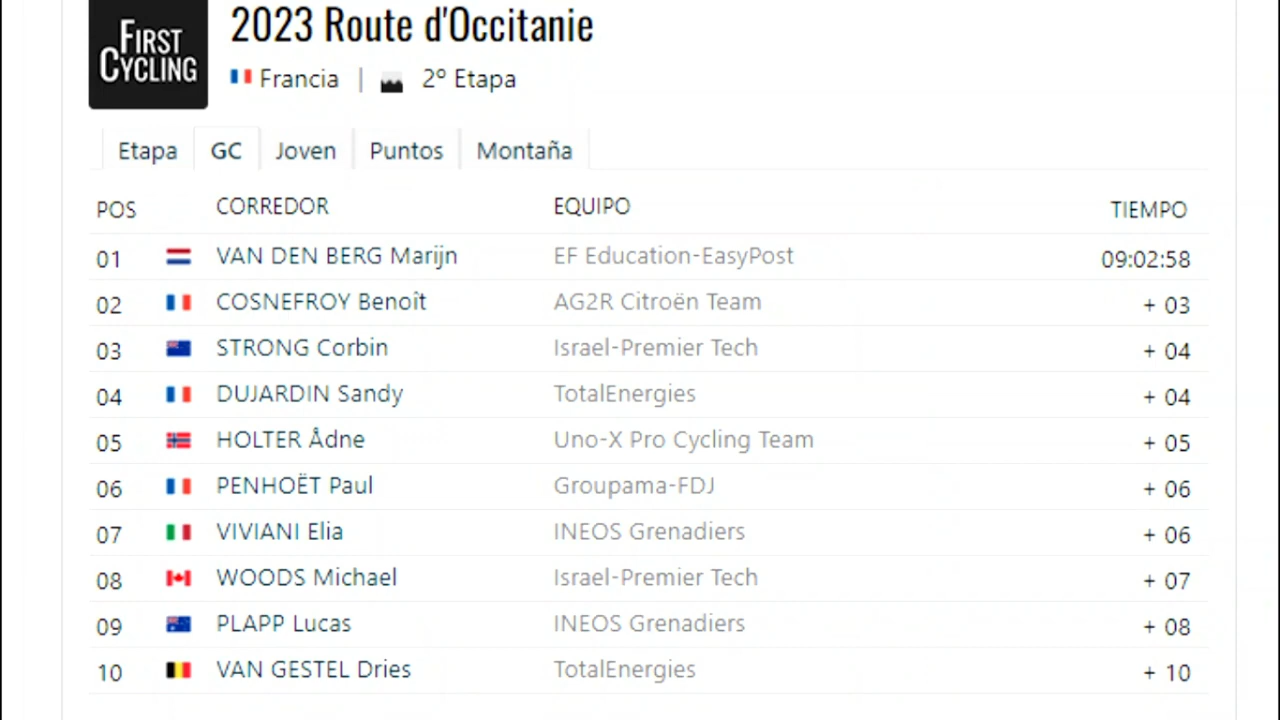 FIRST
CYCLING
2023 Route d'Occitanie
Francia | 2º Etapa
Etapa GC Joven Puntos Montaña
POS CORREDOR EQUIPO TIEMPO
01 VAN DEN BERG Marijn EF Education-EasyPost 09:02:58
02 COSNEFROY Benoît AG2R Citroën Team + 03
03 STRONG Corbin Israel-Premier Tech + 04
04 DUJARDIN Sandy TotalEnergies + 04
05 HOLTER Ådne Uno-X Pro Cycling Team + 05
06 PENHOËT Paul Groupama-FDJ + 06
07 VIVIANI Elia INEOS Grenadiers + 06
08 WOODS Michael Israel-Premier Tech + 07
09 PLAPP Lucas INEOS Grenadiers + 08
10 VAN GESTEL Dries TotalEnergies + 10